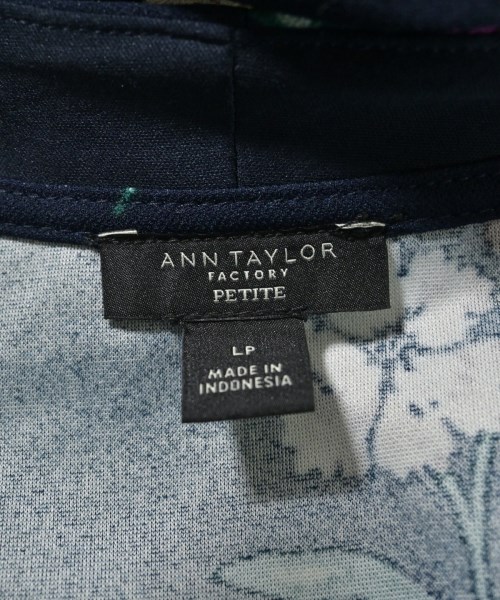 ANN TAYLOR
FACTORY
PETITE
LP
MADE IN
INDONESIA